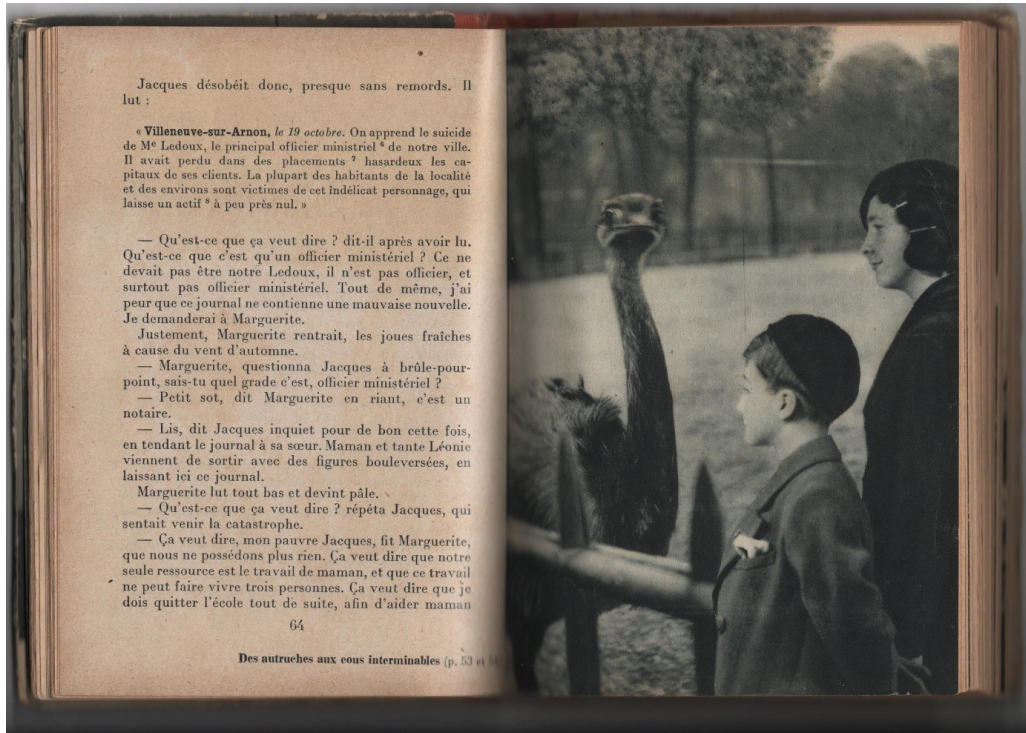 Jacques désobéit donc, presque sans remords. Il
lut :
« Villeneuve-sur-Arnon, le 19 octobre. On apprend le suicide
de Me Ledoux, le principal officier ministriel 6 de notre ville.
Il avait perdu dans des placements 7 hasardeux les ca-
pitaux de ses clients. La plupart des habitants de la localité
et des environs sont victimes de cet indélicat personnage, qui
laisse un actif 8 à peu près nul. »
— Qu'est-ce que ça veut dire ? dit-il après avoir lu.
Qu'est-ce que c'est qu'un officier ministériel ? Ce ne
devait pas être notre Ledoux, il n'est pas officier, et
surtout pas officier ministériel. Tout de même, j'ai
peur que ce journal ne contienne une mauvaise nouvelle.
Je demanderai à Marguerite.
Justement, Marguerite rentrait, les joues fraîches
à cause du vent d'automne.
— Marguerite, questionna Jacques à brûle-pour-
point, sais-tu quel grade c'est, officier ministériel ?
— Petit sot, dit Marguerite en riant, c'est un
notaire.
— Lis, dit Jacques inquiet pour de bon cette fois,
en tendant le journal à sa sœur. Maman et tante Léonie
viennent de sortir avec des figures bouleversées, en
laissant içi ce journal.
Marguerite lut tout bas et devint pâle.
— Qu'est-ce que ça veut dire ? répéta Jacques, qui
sentait venir la catastrophe.
— Ça veut dire, mon pauvre Jacques, fit Marguerite,
que nous ne possédons plus rien. Ça veut dire que notre
seule ressource est le travail de maman, et que ce travail
ne peut faire vivre trois personnes. Ça veut dire que je
dois quitter l'école tout de suite, afin d'aider maman
64
Des autruches aux cous interminables (p. 53 et